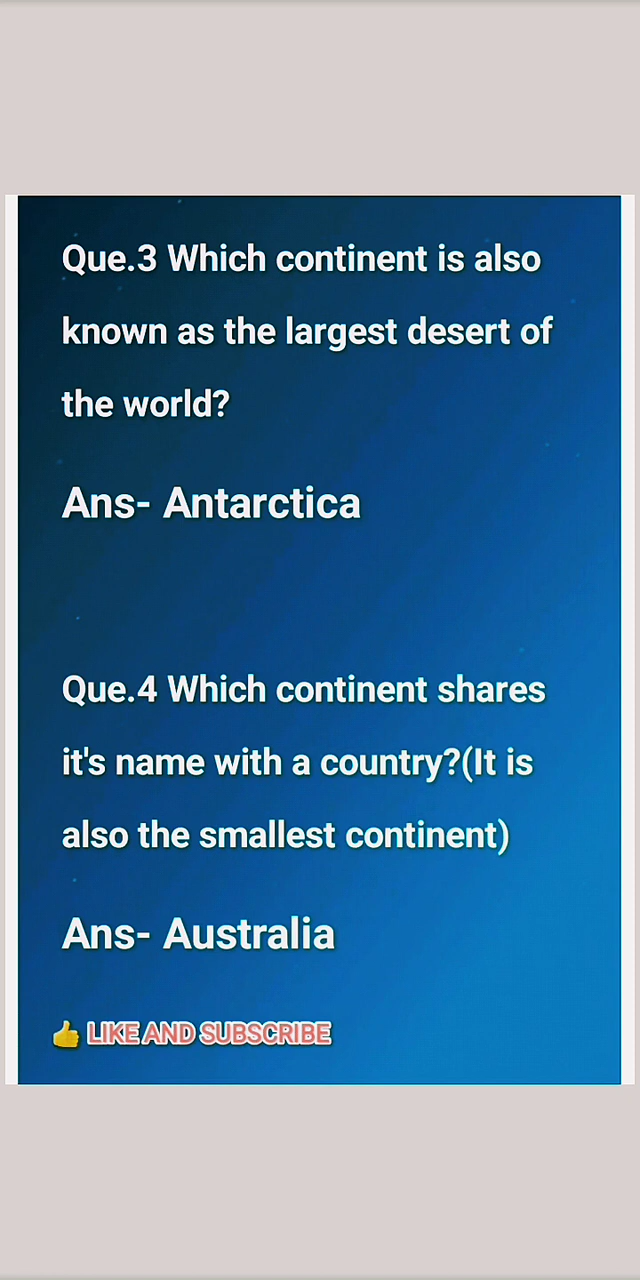 Que.3 Which continent is also
known as the largest desert of
the world?
Ans- Antarctica
Que.4 Which continent shares
it's name with a country?(It is
also the smallest continent)
Ans- Australia
👍 LIKE AND SUBSCRIBE